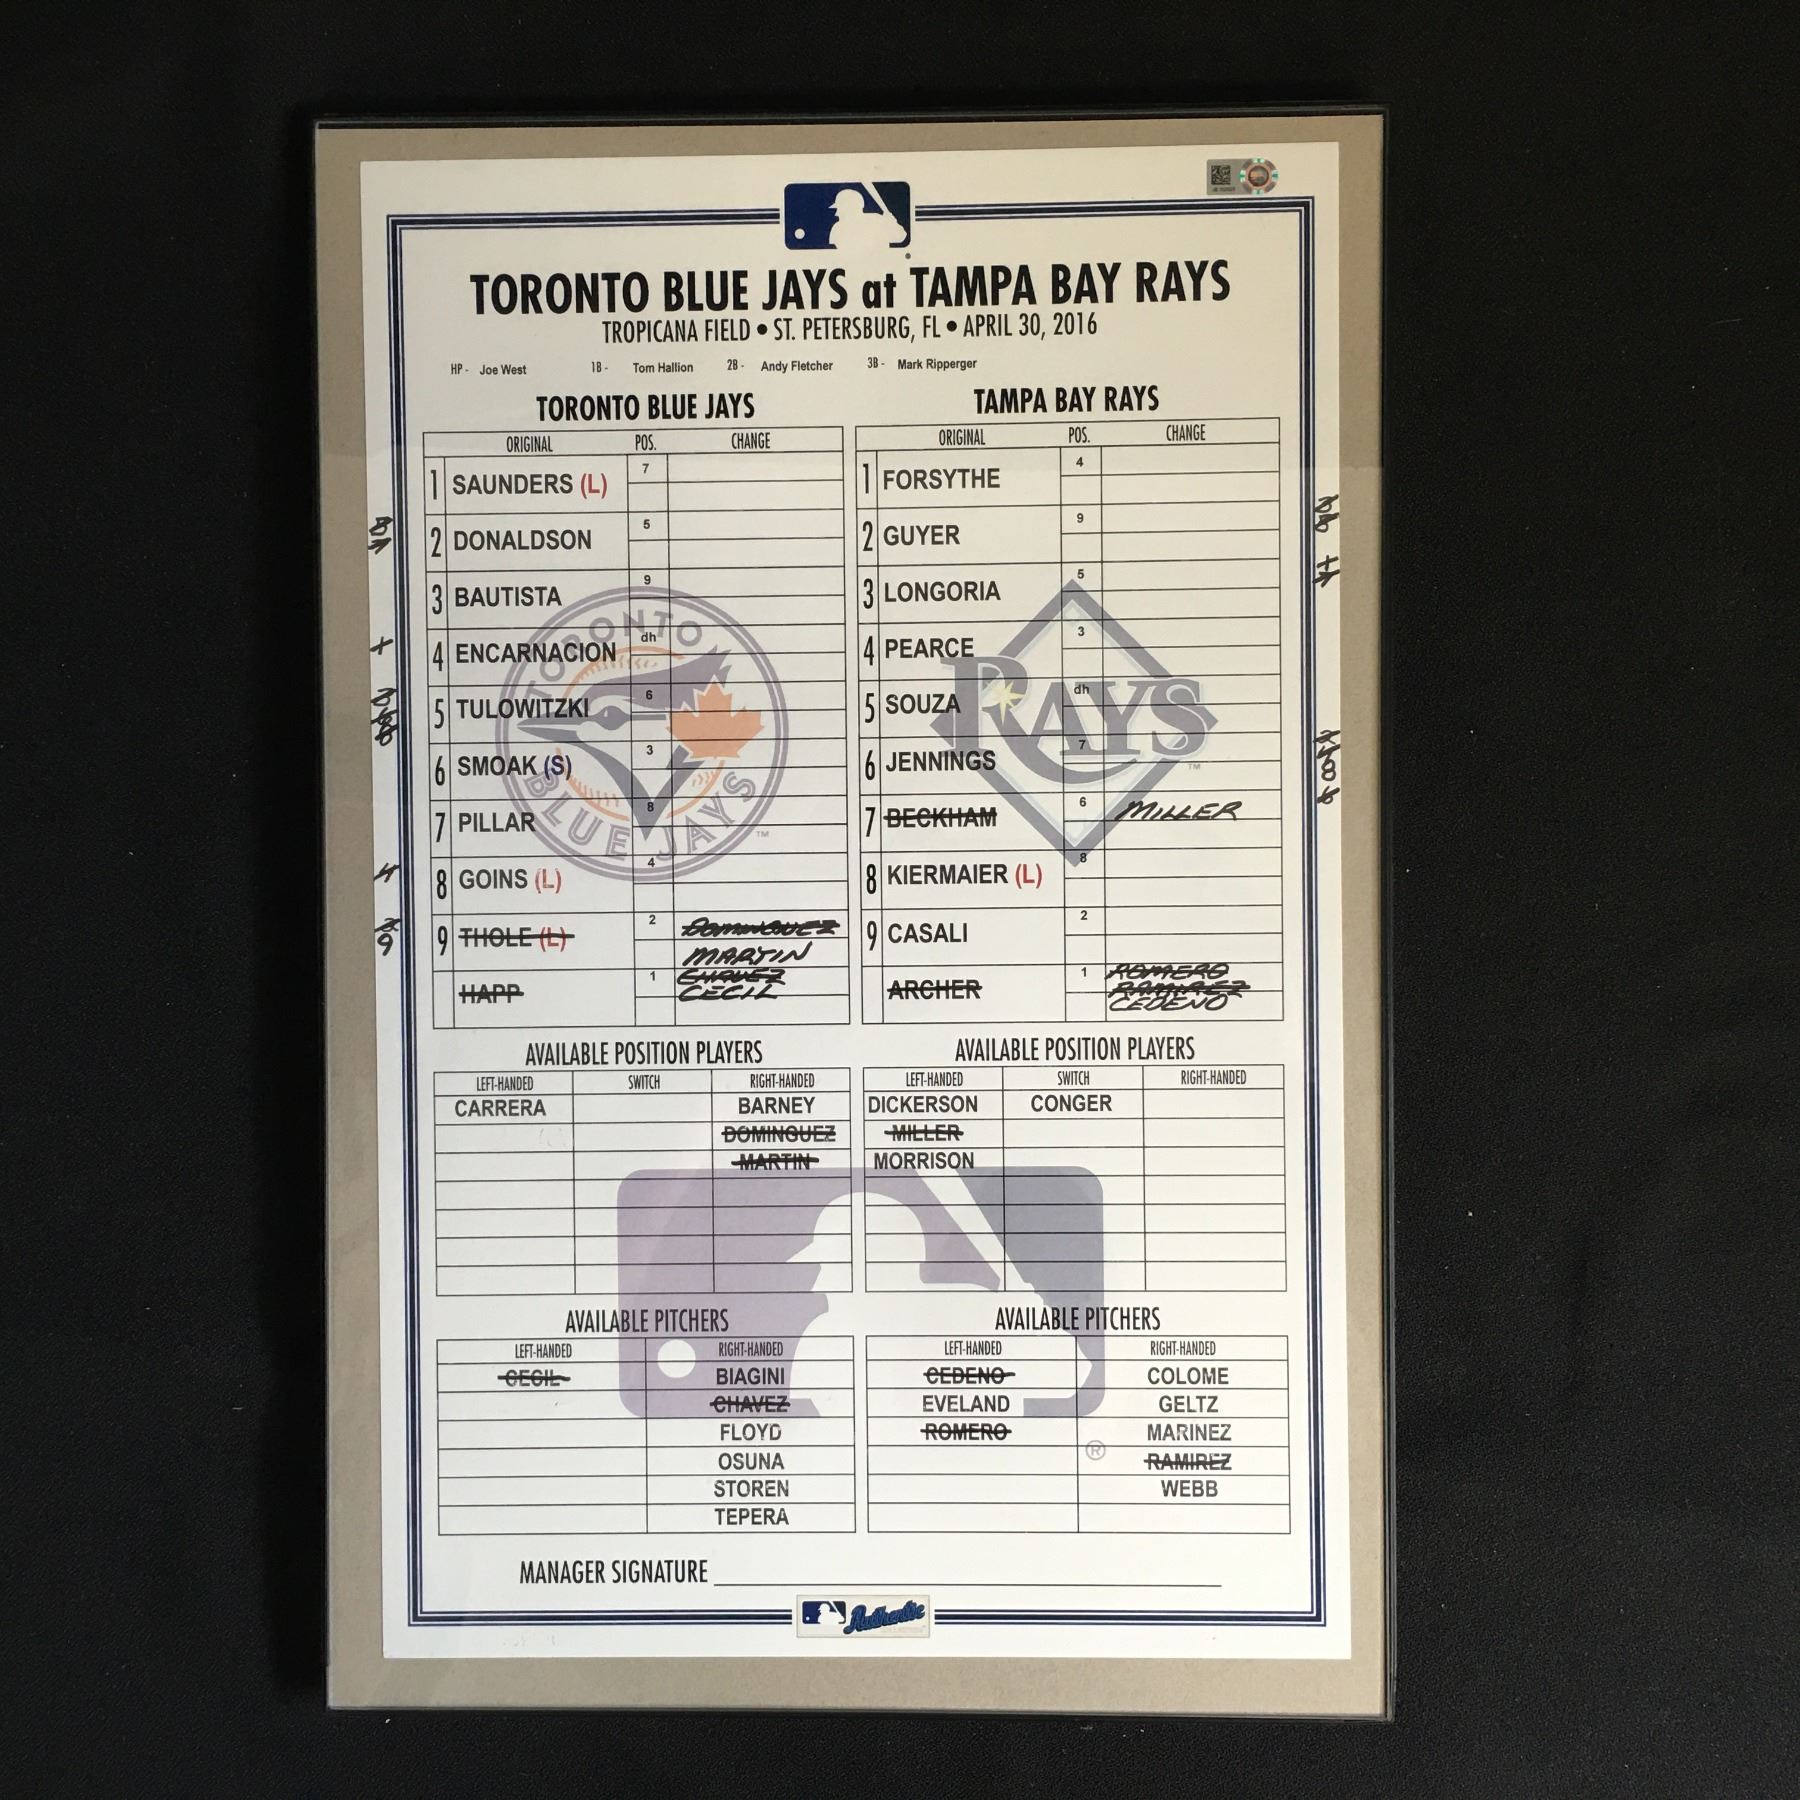 TORONTO BLUE JAYS at TAMPA BAY RAYS
TROPICANA FIELD • ST. PETERSBURG, FL • APRIL 30, 2016
HP - Joe West 1B - Tom Hallion 2B - Andy Fletcher 3B - Mark Ripperger
TORONTO BLUE JAYS
ORIGINAL POS. CHANGE
1 SAUNDERS (L) 7
2 DONALDSON 5
3 BAUTISTA 9
4 ENCARNACION dh
5 TULOWITZKI 6
6 SMOAK (S) 3
7 PILLAR 8
8 GOINS (L) 4
9 THOLE (L) 2 DOMINGUEZ
MARTIN
HAPP 1 CHAVEZ
CECIL
TORONTO BLUE JAYS
TM
TAMPA BAY RAYS
ORIGINAL POS. CHANGE
1 FORSYTHE 4
2 GUYER 9
3 LONGORIA 5
4 PEARCE 3
5 SOUZA dh
6 JENNINGS 7
7 BECKHAM 6 MILLER
8 KIERMAIER (L) 8
9 CASALI 2
ARCHER 1 ROMERO
RAMIREZ
CEDENO
RAYS
TM
AVAILABLE POSITION PLAYERS
LEFT-HANDED SWITCH RIGHT-HANDED
CARRERA BARNEY
DOMINGUEZ
MARTIN
AVAILABLE POSITION PLAYERS
LEFT-HANDED SWITCH RIGHT-HANDED
DICKERSON CONGER
MILLER
MORRISON
AVAILABLE PITCHERS
LEFT-HANDED RIGHT-HANDED
CECIL BIAGINI
CHAVEZ
FLOYD
OSUNA
STOREN
TEPERA
AVAILABLE PITCHERS
LEFT-HANDED RIGHT-HANDED
CEDENO COLOME
EVELAND GELTZ
ROMERO MARINEZ
RAMIREZ
WEBB
®
MANAGER SIGNATURE
Authentic